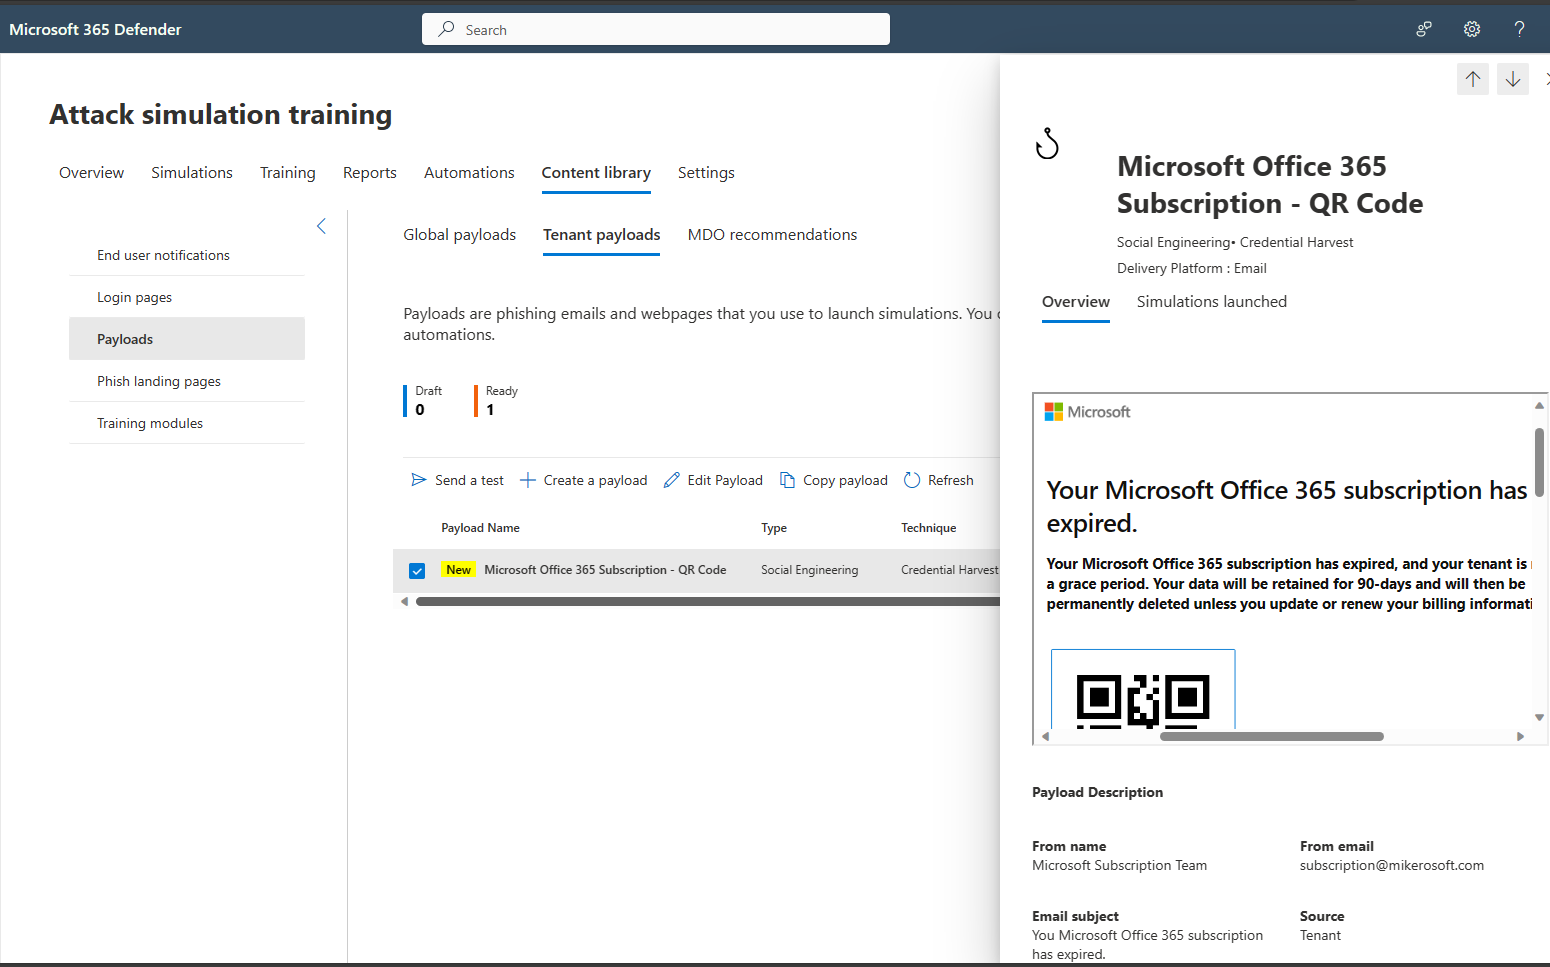 Microsoft 365 Defender
Search
Attack simulation training
Overview
Simulations
Training
Reports
Automations
Content library
Settings
End user notifications
Login pages
Payloads
Phish landing pages
Training modules
Global payloads
Tenant payloads
MDO recommendations
Payloads are phishing emails and webpages that you use to launch simulations. You
automations.
Draft
0
Ready
1
Send a test
Create a payload
Edit Payload
Copy payload
Refresh
Payload Name
Type
Technique
New
Microsoft Office 365 Subscription - QR Code
Social Engineering
Credential Harvest
Microsoft Office 365
Subscription - QR Code
Social Engineering• Credential Harvest
Delivery Platform : Email
Overview
Simulations launched
Microsoft
Your Microsoft Office 365 subscription has
expired.
Your Microsoft Office 365 subscription has expired, and your tenant is
a grace period. Your data will be retained for 90-days and will then be
permanently deleted unless you update or renew your billing informati
Payload Description
From name
Microsoft Subscription Team
From email
subscription@mikerosoft.com
Email subject
You Microsoft Office 365 subscription
has expired.
Source
Tenant